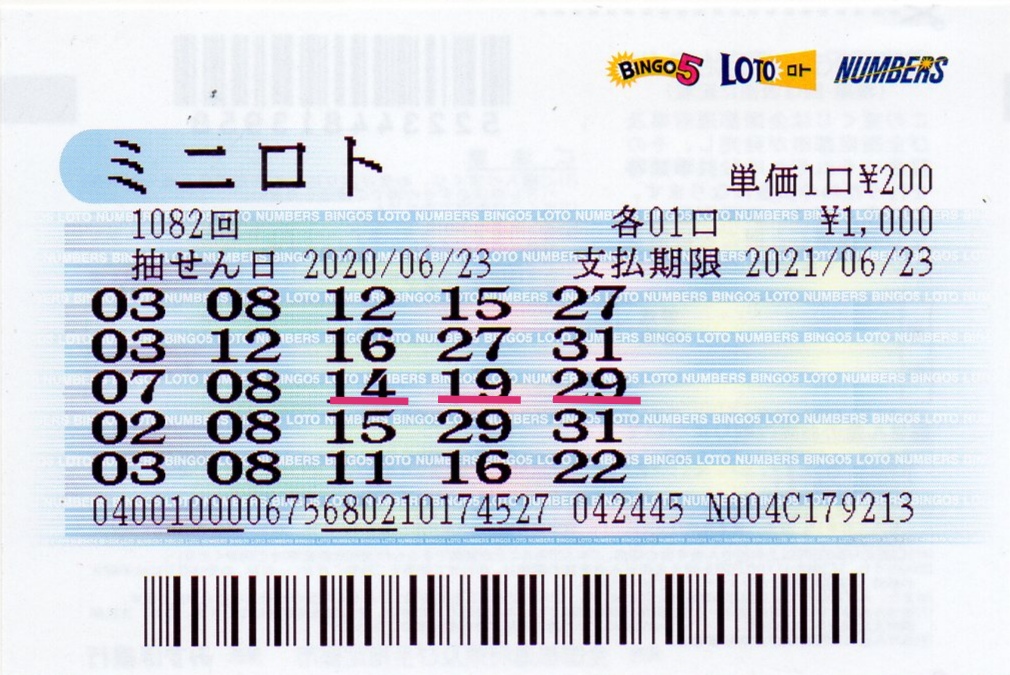 BINGO5 LOTO ロト NUMBERS
ミニロト
単価1口¥200
1082回 各01口 ¥1,000
抽せん日 2020/06/23 支払期限 2021/06/23
03 08 12 15 27
03 12 16 27 31
07 08 14 19 29
02 08 15 29 31
03 08 11 16 22
0400100006756802101745​27 042445 N004C179213